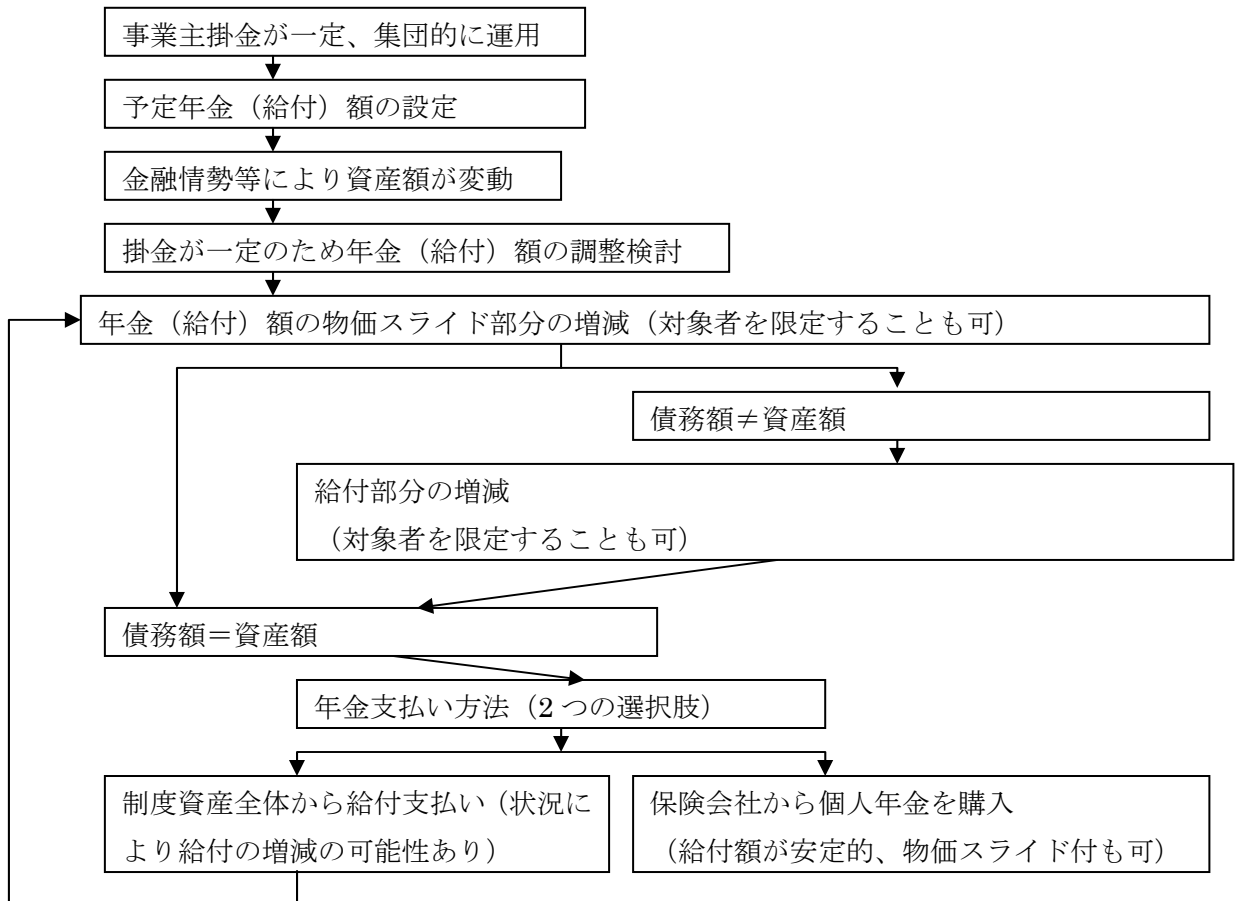 事業主掛金が一定、集団的に運用
予定年金（給付）額の設定
金融情勢等により資産額が変動
掛金が一定のため年金（給付）額の調整検討
年金（給付）額の物価スライド部分の増減（対象者を限定することも可）
債務額≠資産額
給付部分の増減
（対象者を限定することも可）
債務額＝資産額
年金支払い方法（2 つの選択肢）
制度資産全体から給付支払い（状況に
より給付の増減の可能性あり）
保険会社から個人年金を購入
（給付額が安定的、物価スライド付も可）